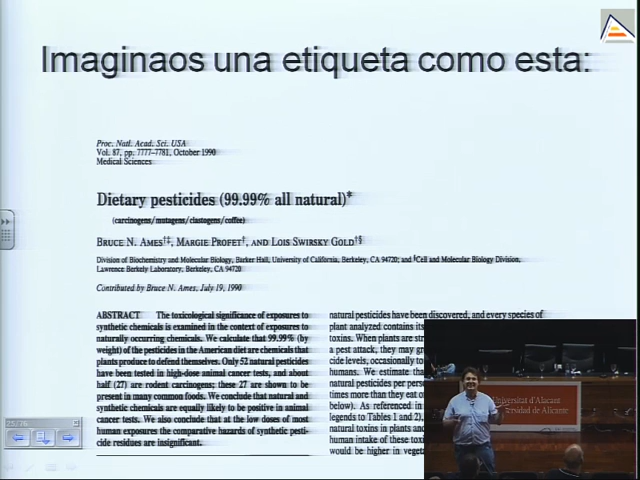 Imaginaos una etiqueta como esta:
Proc. Natl. Acad. Sci. USA
Vol. 87, pp. 7777-7781, October 1990
Medical Sciences
Dietary pesticides (99.99% all natural)*
(carcinogens/mutagens/clastogens/coffee)
BRUCE N. AMES†‡, MARGIE PROFET†, AND LOIS SWIRSKY GOLD†§
Division of Biochemistry and Molecular Biology, Barker Hall, University of California, Berkeley, CA 94720; and ‡Cell and Molecular Biology Division,
Lawrence Berkeley Laboratory, Berkeley, CA 94720
Contributed by Bruce N. Ames, July 19, 1990
ABSTRACT The toxicological significance of exposures to
synthetic chemicals is examined in the context of exposures to
naturally occurring chemicals. We calculate that 99.99% (by
weight) of the pesticides in the American diet are chemicals that
plants produce to defend themselves. Only 52 natural pesticides
have been tested in high-dose animal cancer tests, and about
half (27) are rodent carcinogens; these 27 are shown to be
present in many common foods. We conclude that natural and
synthetic chemicals are equally likely to be positive in animal
cancer tests. We also conclude that at the low doses of most
human exposures the comparative hazards of synthetic pesti-
cide residues are insignificant.
natural pesticides have been discovered, and every species of
plant analyzed contains its
toxins. When plants are str
a pest attack, they may gr
cide levels, occasionally to
humans. We estimate tha
natural pesticides per perso
times more than they eat o
below). As referenced in
legends to Tables 1 and 2),
natural toxins in plants and
human intake of these toxi
would be higher in vegeta
Universitat d'Alacant
Universidad de Alicante